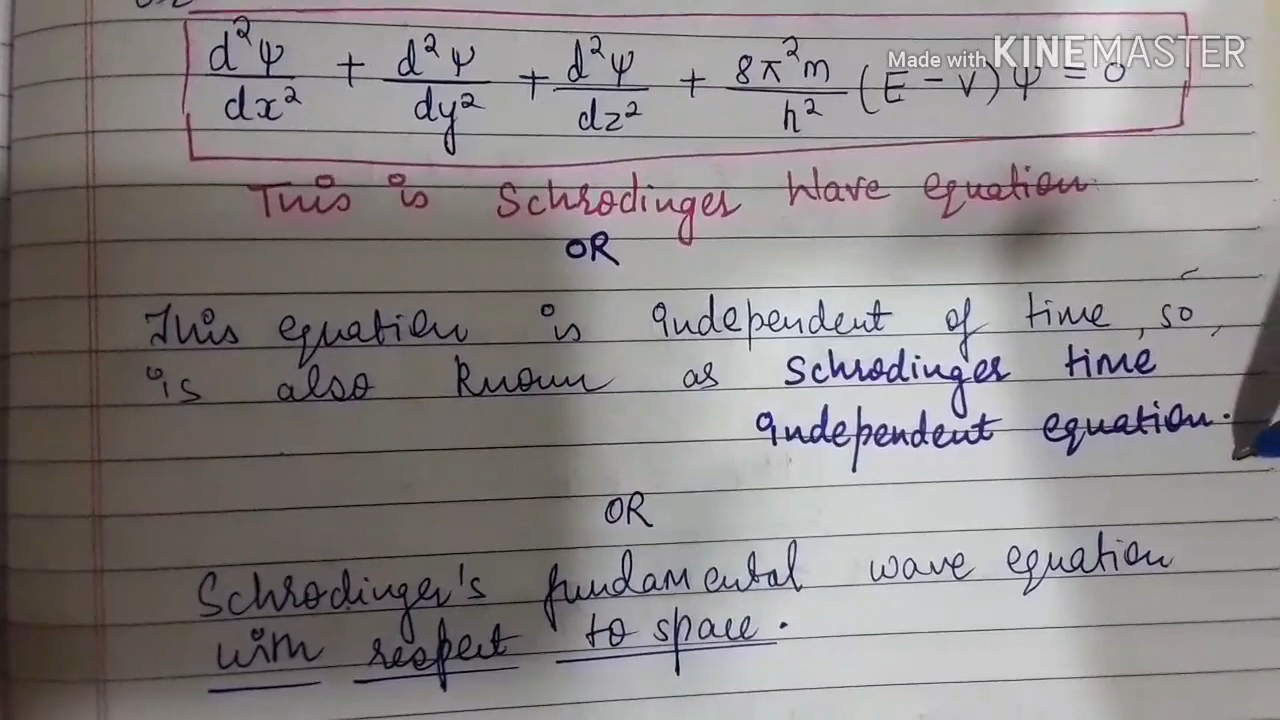 d²ψ/dx² + d²ψ/dy² + d²ψ/dz² + 8π²m/h² (E - V) ψ = 0
Made with KINEMASTER
This is Schrodinger Wave equation.
OR
This equation is independent of time, so,
is also known as Schrodinger time
independent equation.
OR
Schrodinger's fundamental wave equation
with respect to space.